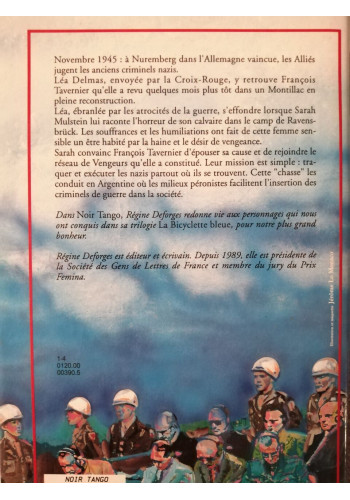 Novembre 1945 : à Nuremberg dans l'Allemagne vaincue, les Alliés
jugent les anciens criminels nazis.
Léa Delmas, envoyée par la Croix-Rouge, y retrouve François
Tavernier qu'elle a revu quelques mois plus tôt dans un Montillac
en pleine reconstruction.
Léa, ébranlée par les atrocités de la guerre, s'effondre lorsque Sarah
Mulstein lui raconte l'horreur de son calvaire dans le camp de Ravens-
brück. Les souffrances et les humiliations ont fait de cette femme sen-
sible un être habité par la haine et le désir de vengeance.
Sarah convainc François Tavernier d'épouser sa cause et de rejoindre le
réseau de Vengeurs qu'elle a constitué. Leur mission est simple : tra-
quer et exécuter les nazis partout où ils se trouvent. Cette "chasse" les
conduit en Argentine où les milieux péronistes facilitent l'insertion des
criminels de guerre dans la société.
Dans Noir Tango, Régine Deforges redonne vie aux personnages qui nous
ont conquis dans sa trilogie La Bicyclette bleue, pour notre plus grand
bonheur.
Régine Deforges est éditeur et écrivain. Depuis 1989, elle est présidente de
la Société des Gens de Lettres de France et membre du jury du Prix
Femina.
1-4
0120.00
00390.5
NOIR TANGO